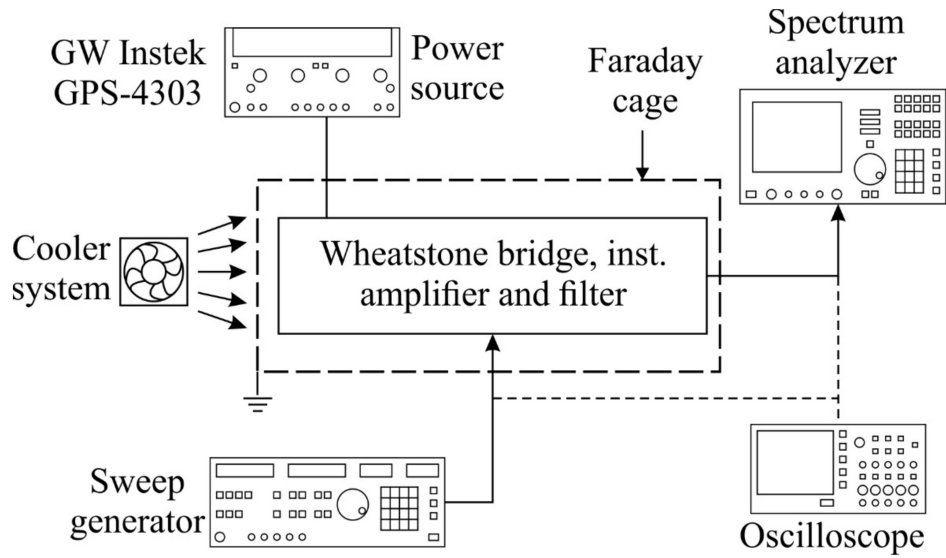 GW Instek
GPS-4303
Power
source
Faraday
cage
Spectrum
analyzer
Cooler
system
Wheatstone bridge, inst.
amplifier and filter
Sweep
generator
Oscilloscope